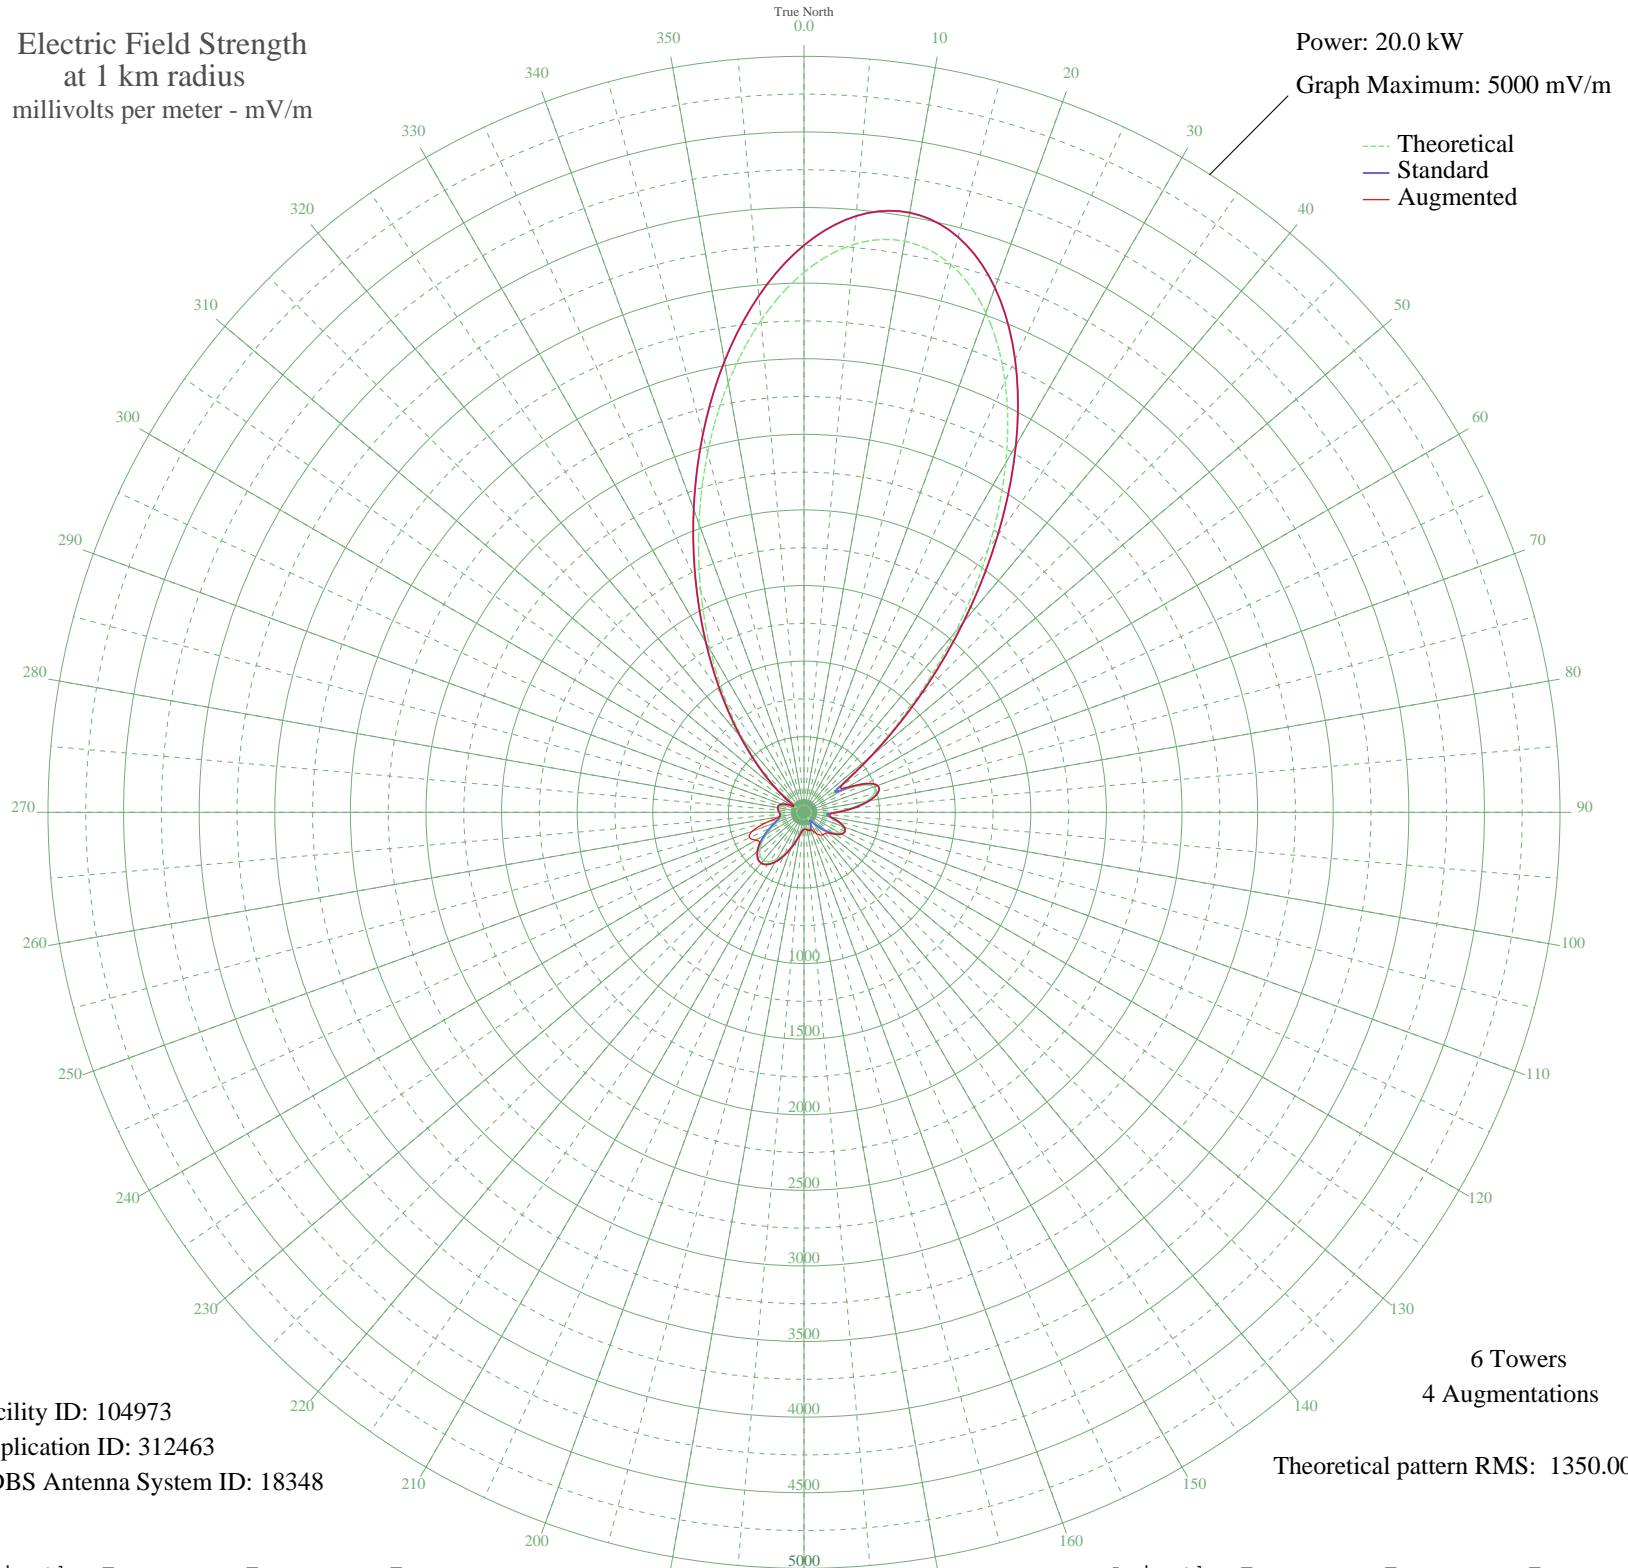 True North
0.0
Electric Field Strength
at 1 km radius
millivolts per meter - mV/m
Power: 20.0 kW
Graph Maximum: 5000 mV/m
Theoretical
Standard
Augmented
10
20
30
40
50
60
70
80
90
100
110
120
130
140
150
160
200
210
220
230
240
250
260
270
280
290
300
310
320
330
340
350
1000
1500
2000
2500
3000
3500
4000
4500
5000
6 Towers
4 Augmentations
Theoretical pattern RMS: 1350.00
cility ID: 104973
plication ID: 312463
DBS Antenna System ID: 18348